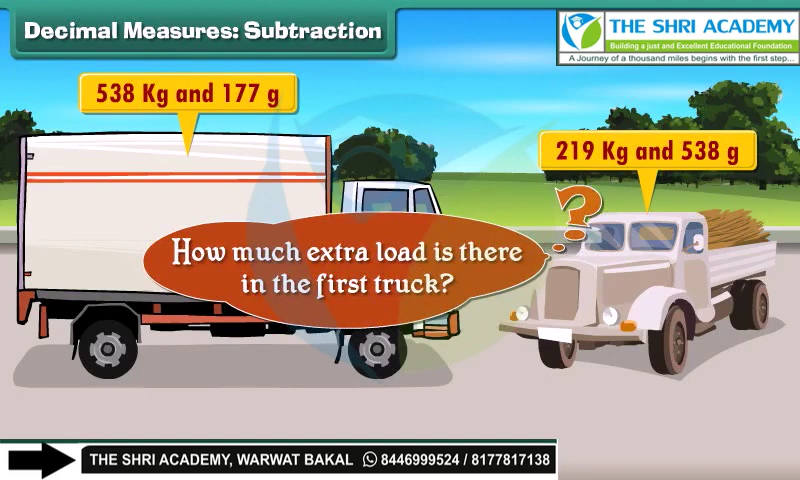 Decimal Measures: Subtraction
THE SHRI ACADEMY
Building a just and Excellent Educational Foundation
A Journey of a thousand miles begins with the first step...
538 Kg and 177 g
219 Kg and 538 g
?
How much extra load is there
in the first truck?
THE SHRI ACADEMY, WARWAT BAKAL 8446999524 / 8177817138